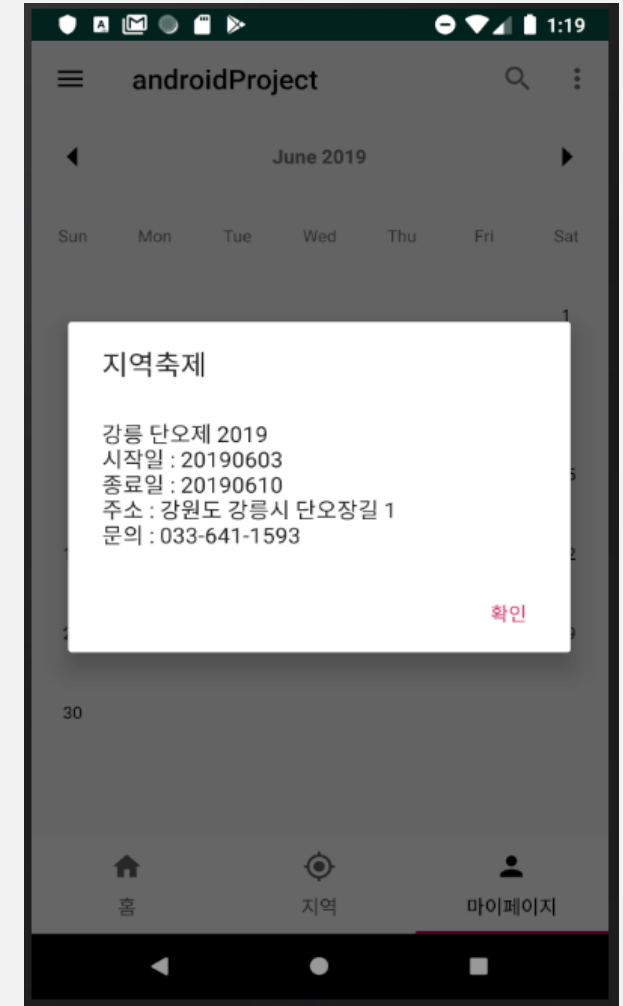 1:19
androidProject
June 2019
Sun Mon Tue Wed Thu Fri Sat
1
지역축제
강릉 단오제 2019
시작일 : 20190603
종료일 : 20190610
주소 : 강원도 강릉시 단오장길 1
문의 : 033-641-1593
확인
30
홈 지역 마이페이지